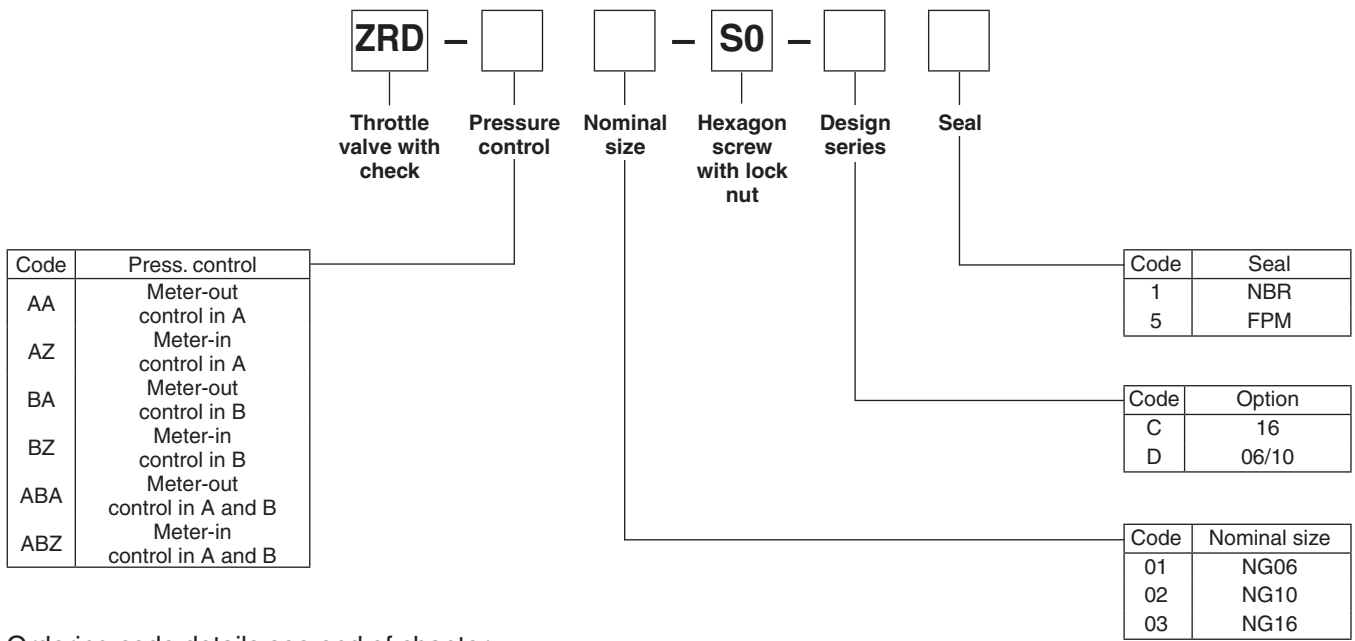 ZRD – – S0 –
Throttle
valve with
check
Pressure
control
Nominal
size
Hexagon
screw
with lock
nut
Design
series
Seal
Code Press. control
AA Meter-out
control in A
AZ Meter-in
control in A
BA Meter-out
control in B
BZ Meter-in
control in B
ABA Meter-out
control in A and B
ABZ Meter-in
control in A and B
Code Seal
1 NBR
5 FPM
Code Option
C 16
D 06/10
Code Nominal size
01 NG06
02 NG10
03 NG16
Ordering code details see end of chapter